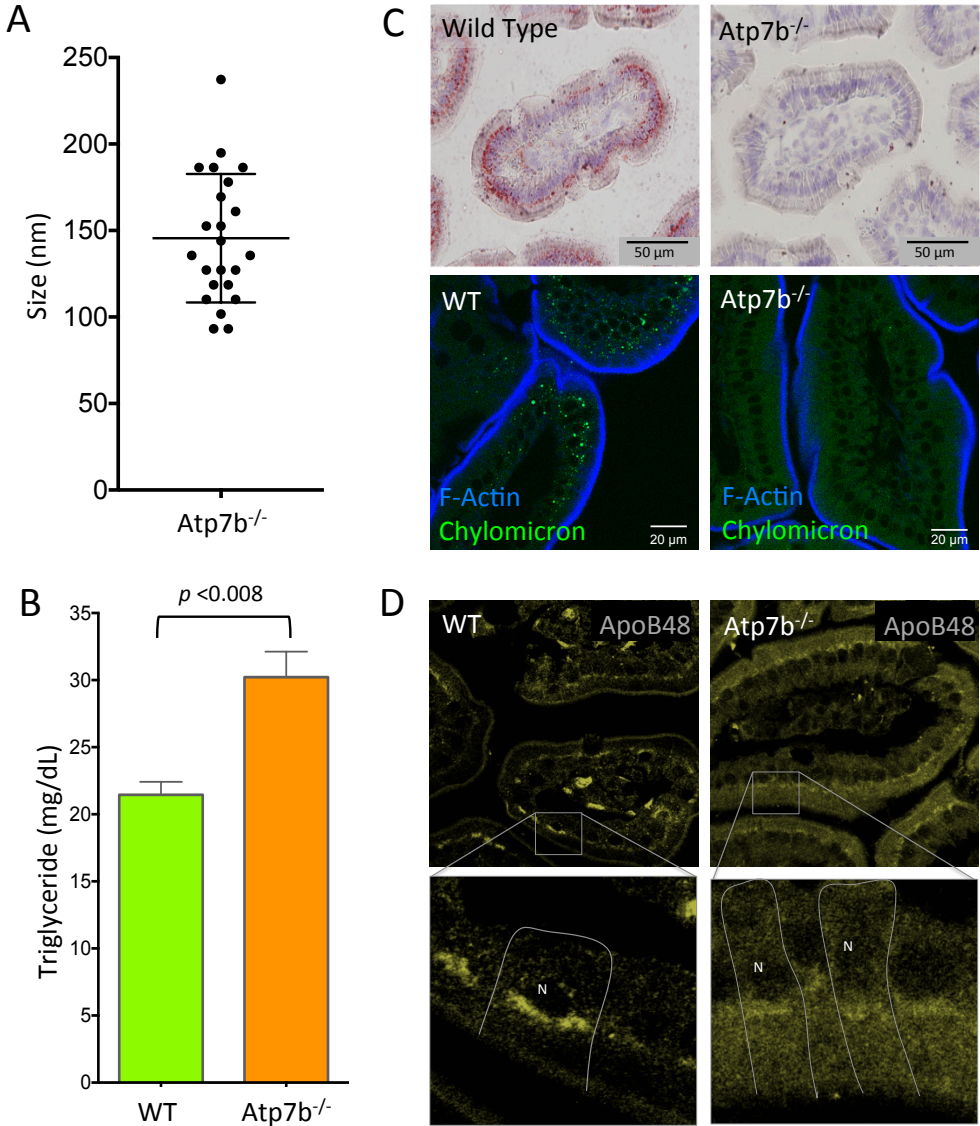 A
250
200
150
100
50
0
Size (nm)
Atp7b-/-
B
p <0.008
35
30
25
20
15
10
5
0
Triglyceride (mg/dL)
WT
Atp7b-/-
C
Wild Type
50 µm
Atp7b-/-
50 µm
WT
F-Actin
Chylomicron
20 µm
Atp7b-/-
F-Actin
Chylomicron
20 µm
D
WT
ApoB48
Atp7b-/-
ApoB48
N
N
N